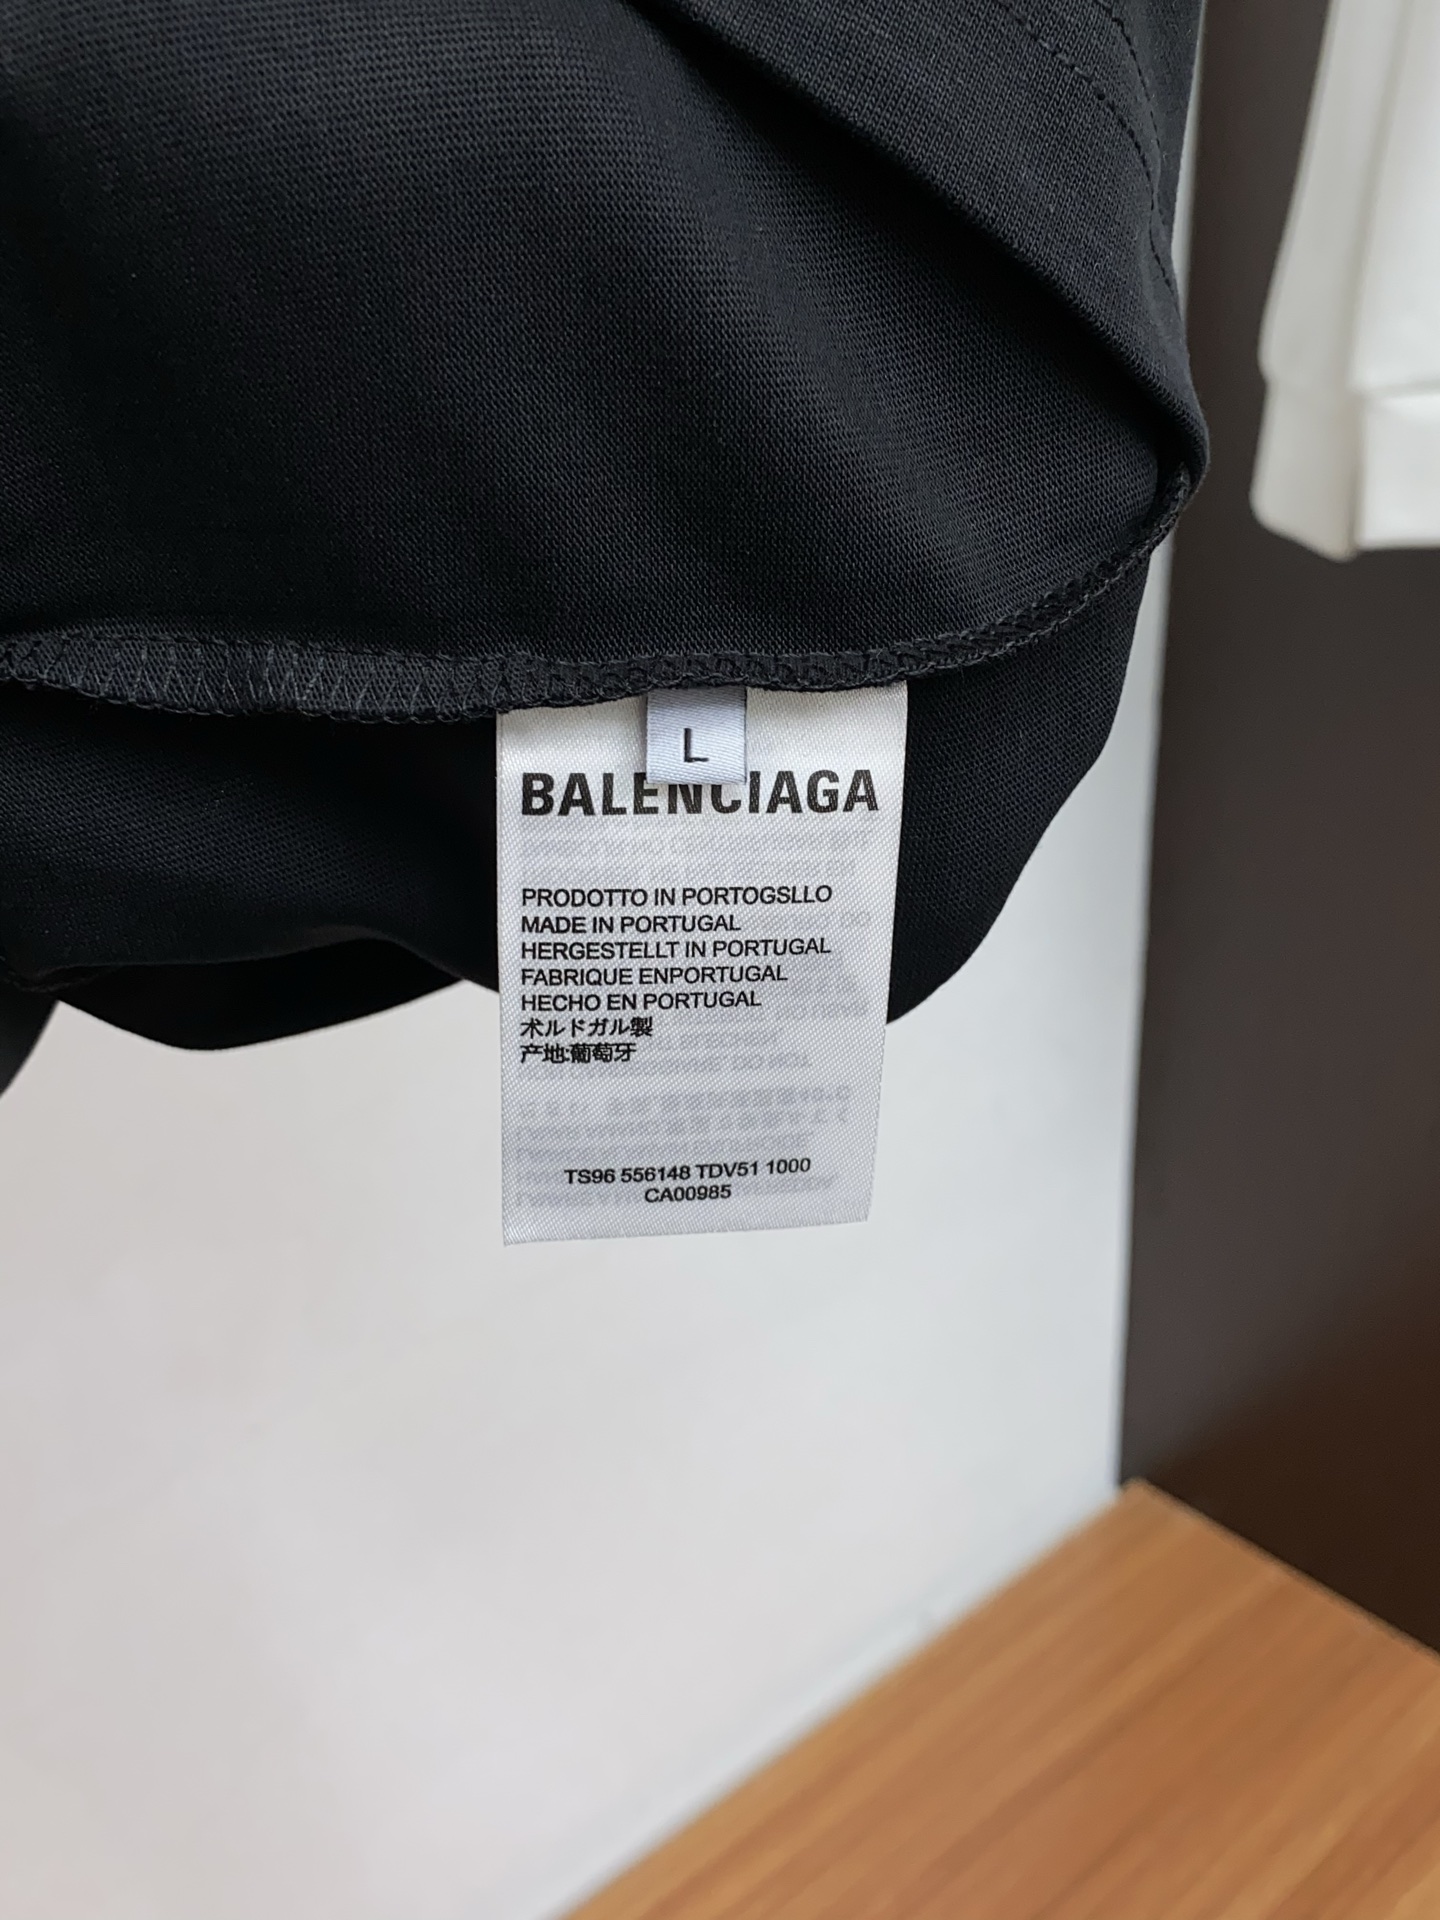 L
BALENCIAGA
PRODOTTO IN PORTOGSLLO
MADE IN PORTUGAL
HERGESTELLT IN PORTUGAL
FABRIQUE ENPORTUGAL
HECHO EN PORTUGAL
术ルドガル製
产地:葡萄牙
TS96 556148 TDV51 1000
CA00985